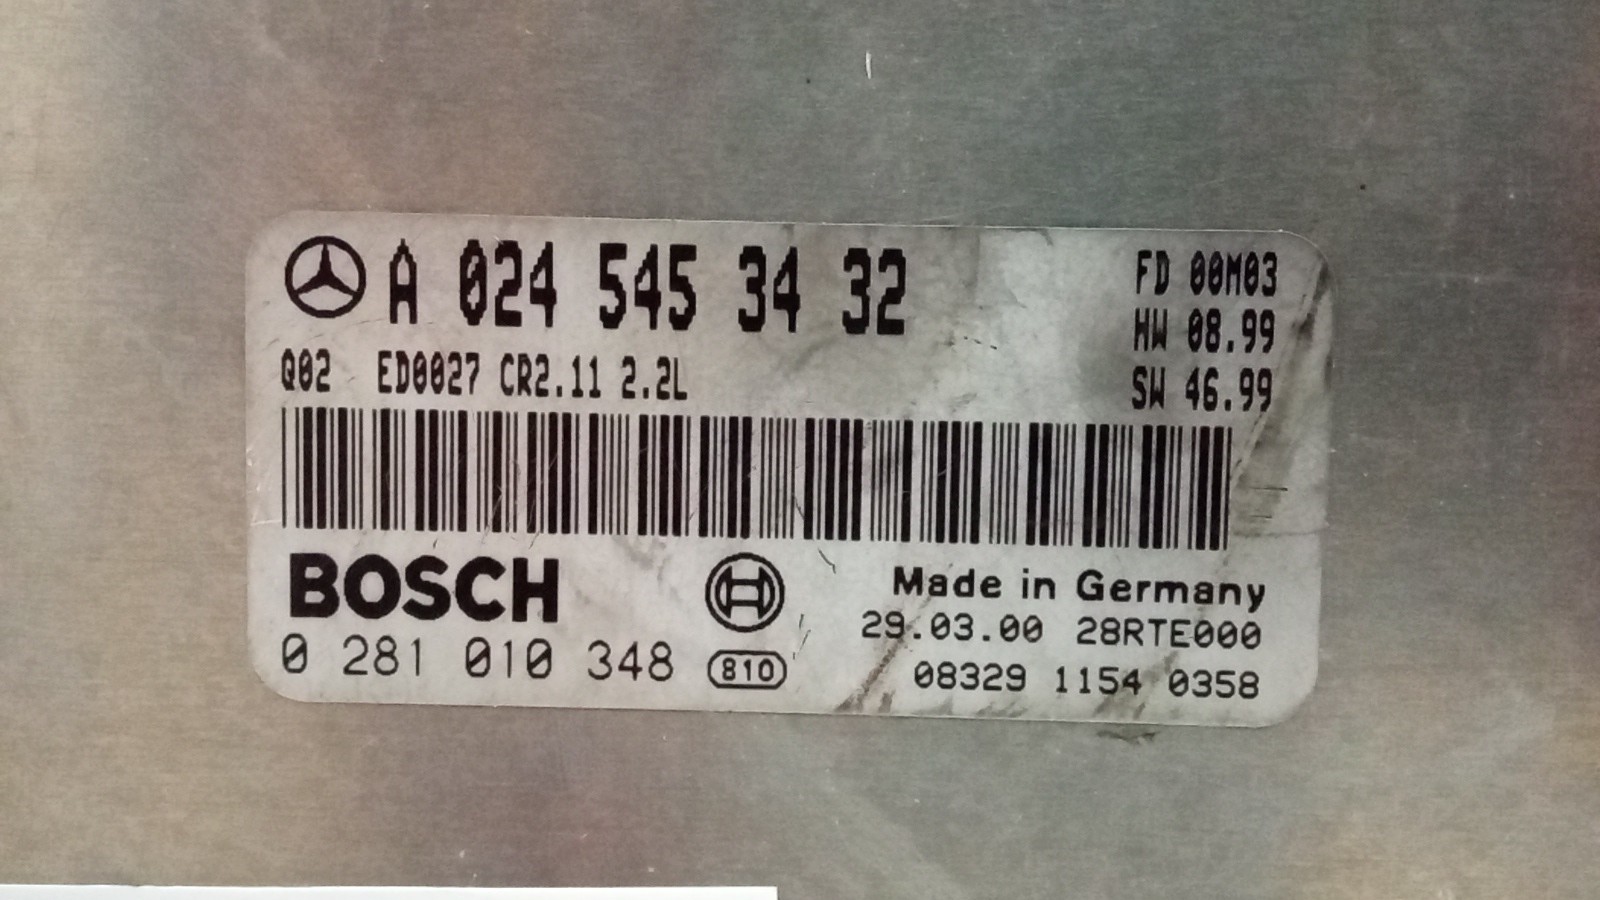 A 024 545 34 32
FD 00M03
HW 08.99
SW 46.99
Q02 ED0027 CR2.11 2.2L
BOSCH
Made in Germany
0 281 010 348
810
29.03.00 28RTE000
08329 1154 0358